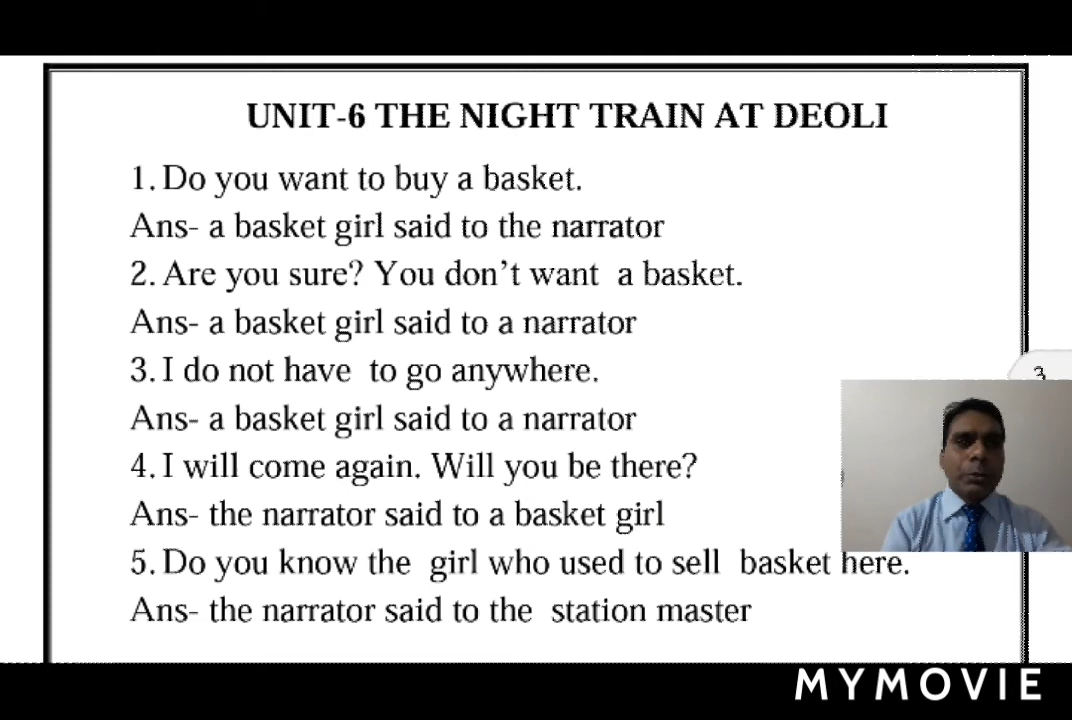 UNIT-6 THE NIGHT TRAIN AT DEOLI
1. Do you want to buy a basket.
Ans- a basket girl said to the narrator
2. Are you sure? You don't want a basket.
Ans- a basket girl said to a narrator
3. I do not have to go anywhere.
Ans- a basket girl said to a narrator
3
4. I will come again. Will you be there?
Ans- the narrator said to a basket girl
5. Do you know the girl who used to sell basket here.
Ans- the narrator said to the station master
MYMOVIE